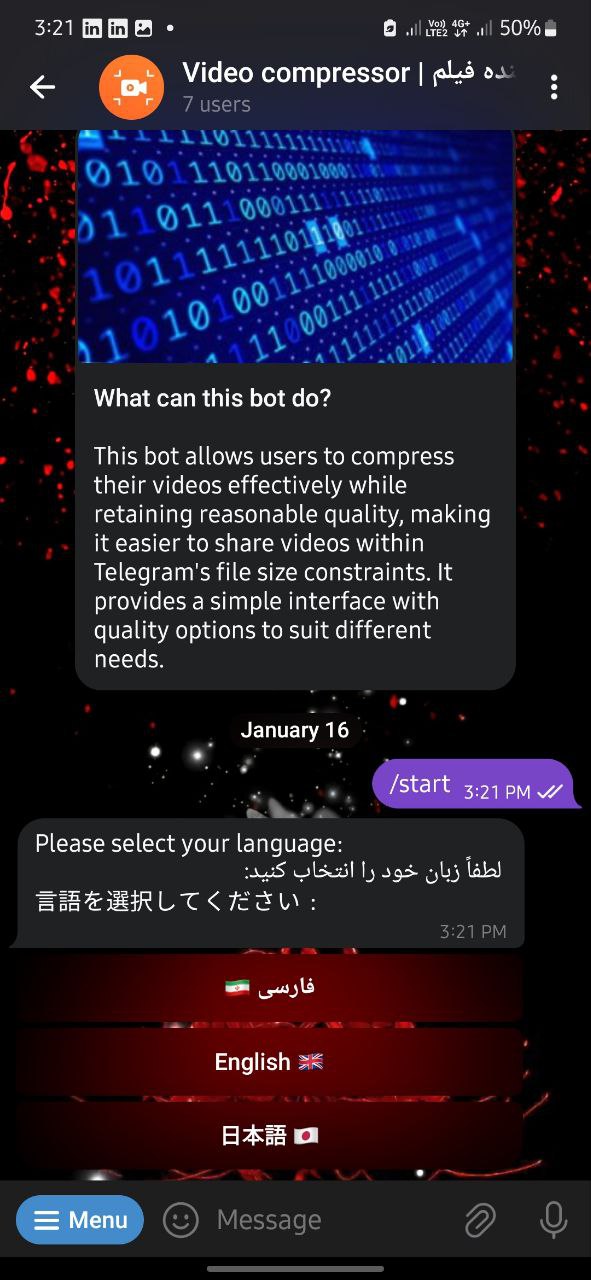 3:21
Vo)) 4G+ 50%
LTE2
Video compressor | نده فیلم
7 users
What can this bot do?
This bot allows users to compress
their videos effectively while
retaining reasonable quality, making
it easier to share videos within
Telegram's file size constraints. It
provides a simple interface with
quality options to suit different
needs.
January 16
/start 3:21 PM
Please select your language:
لطفاً زبان خود را انتخاب کنید:
言語を選択してください：
3:21 PM
فارسی 🇮🇷
English 🇬🇧
日本語 🇯🇵
Menu Message